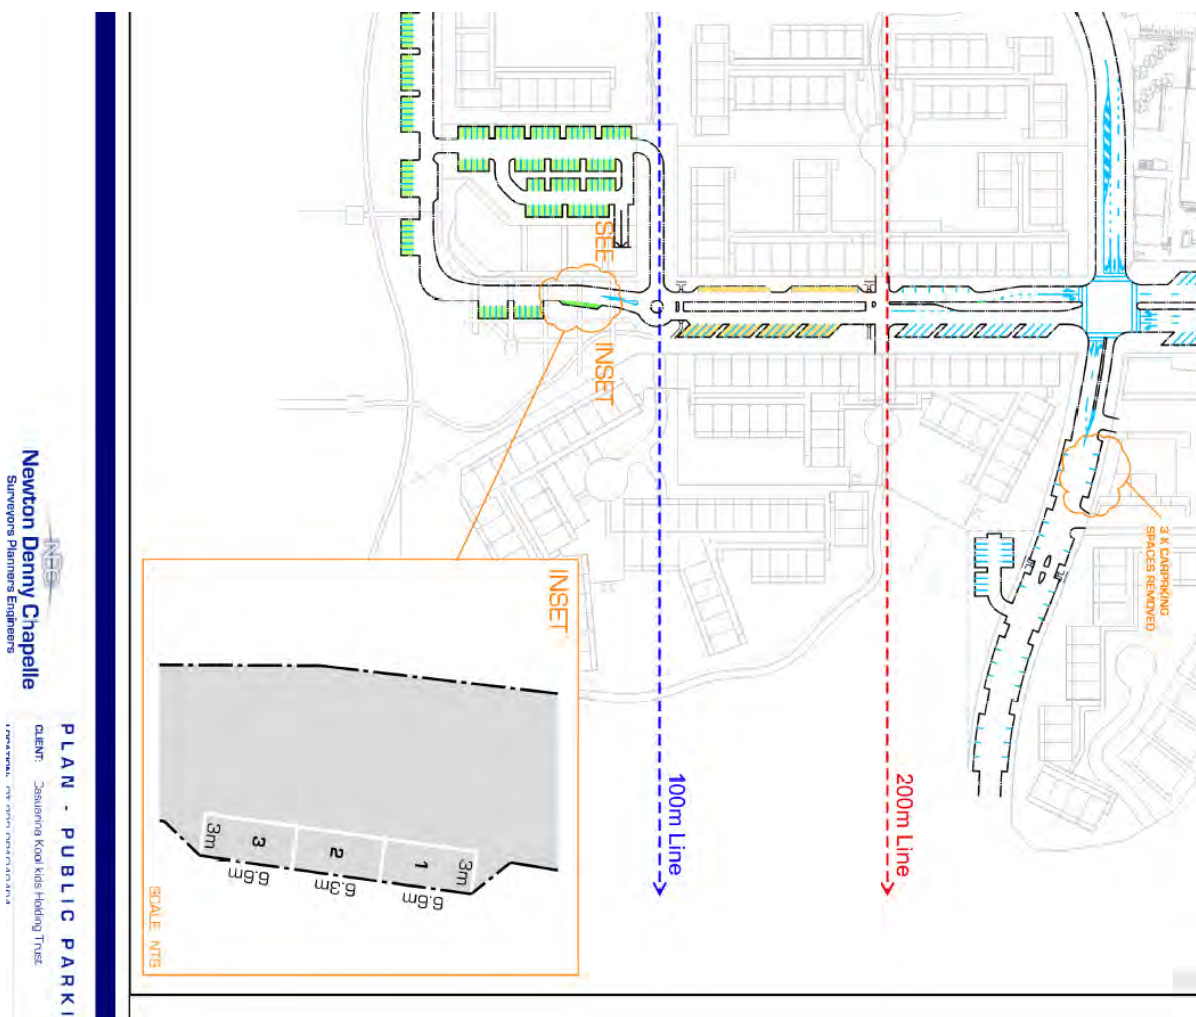 SEE
INSET
3 X CARPRKING
SPACES REMOVED
INSET
3m
3
6.6m
2
6.3m
1
6.6m
3m
SCALE NTS
100m Line
200m Line
NDC
Newton Denny Chapelle
Surveyors Planners Engineers
PLAN - PUBLIC PARKI
CLIENT: Casuarina Kool kids Holding Trust